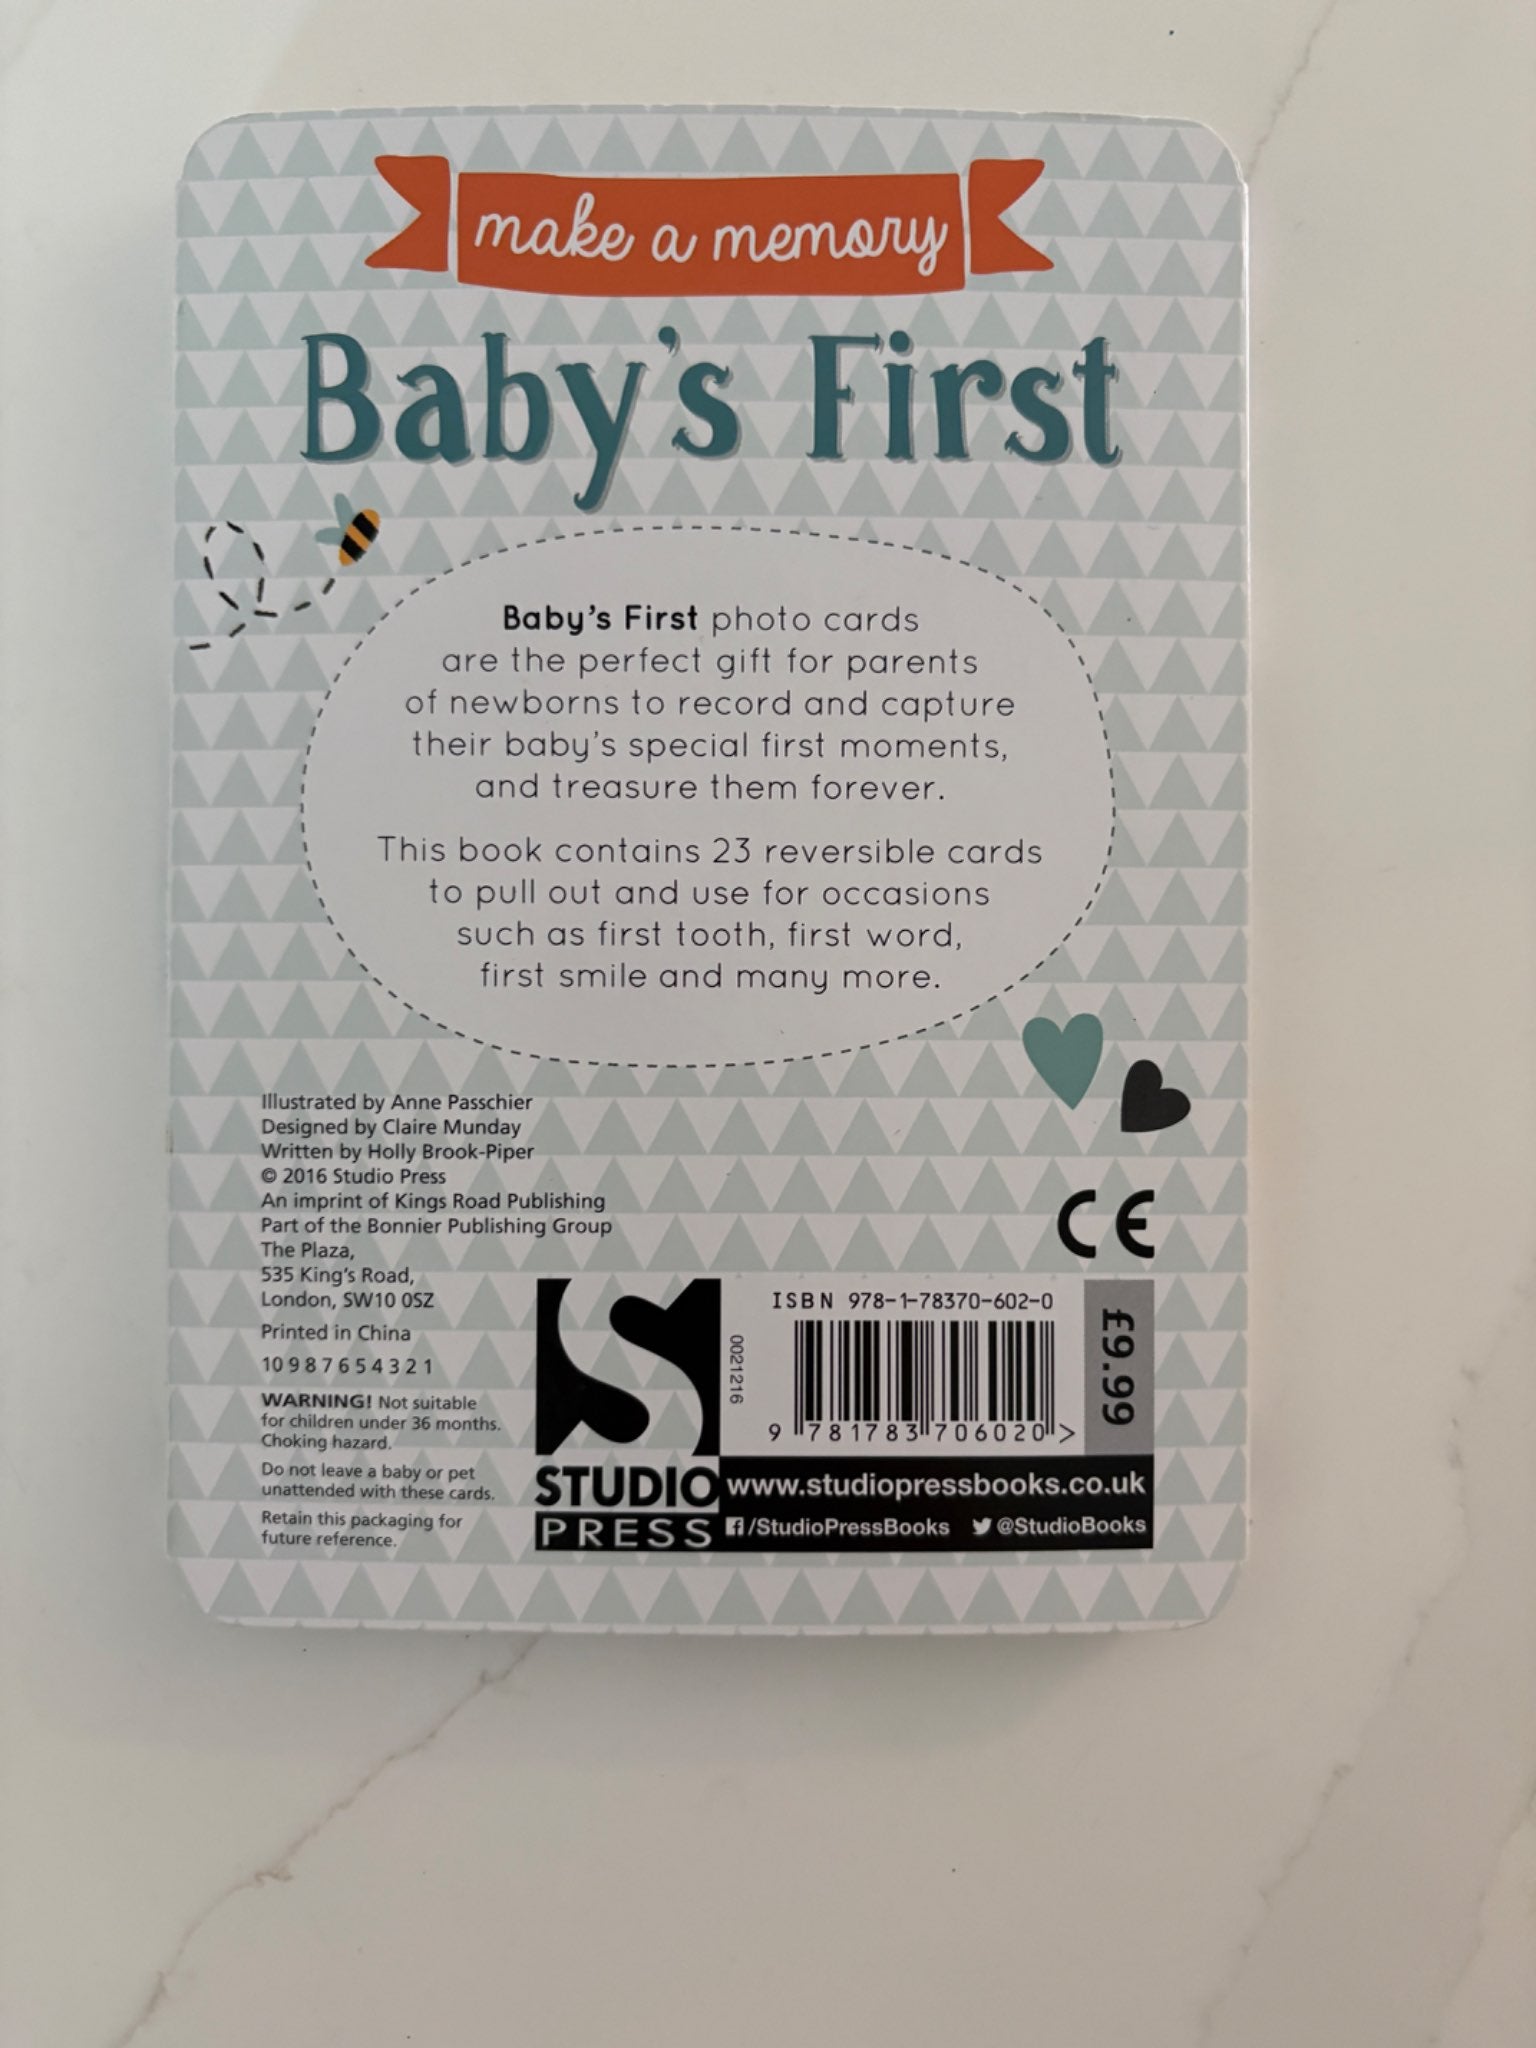 make a memory
Baby's First
Baby's First photo cards
are the perfect gift for parents
of newborns to record and capture
their baby's special first moments,
and treasure them forever.
This book contains 23 reversible cards
to pull out and use for occasions
such as first tooth, first word,
first smile and many more.
Illustrated by Anne Passchier
Designed by Claire Munday
Written by Holly Brook-Piper
© 2016 Studio Press
An imprint of Kings Road Publishing
Part of the Bonnier Publishing Group
The Plaza,
535 King's Road,
London, SW10 0SZ
Printed in China
10 9 8 7 6 5 4 3 2 1
WARNING! Not suitable
for children under 36 months.
Choking hazard.
Do not leave a baby or pet
unattended with these cards.
Retain this packaging for
future reference.
CE
S
STUDIO
PRESS
0021216
ISBN 978-1-78370-602-0
9 781783 706020 >
£9.99
www.studiopressbooks.co.uk
f /StudioPressBooks @StudioBooks